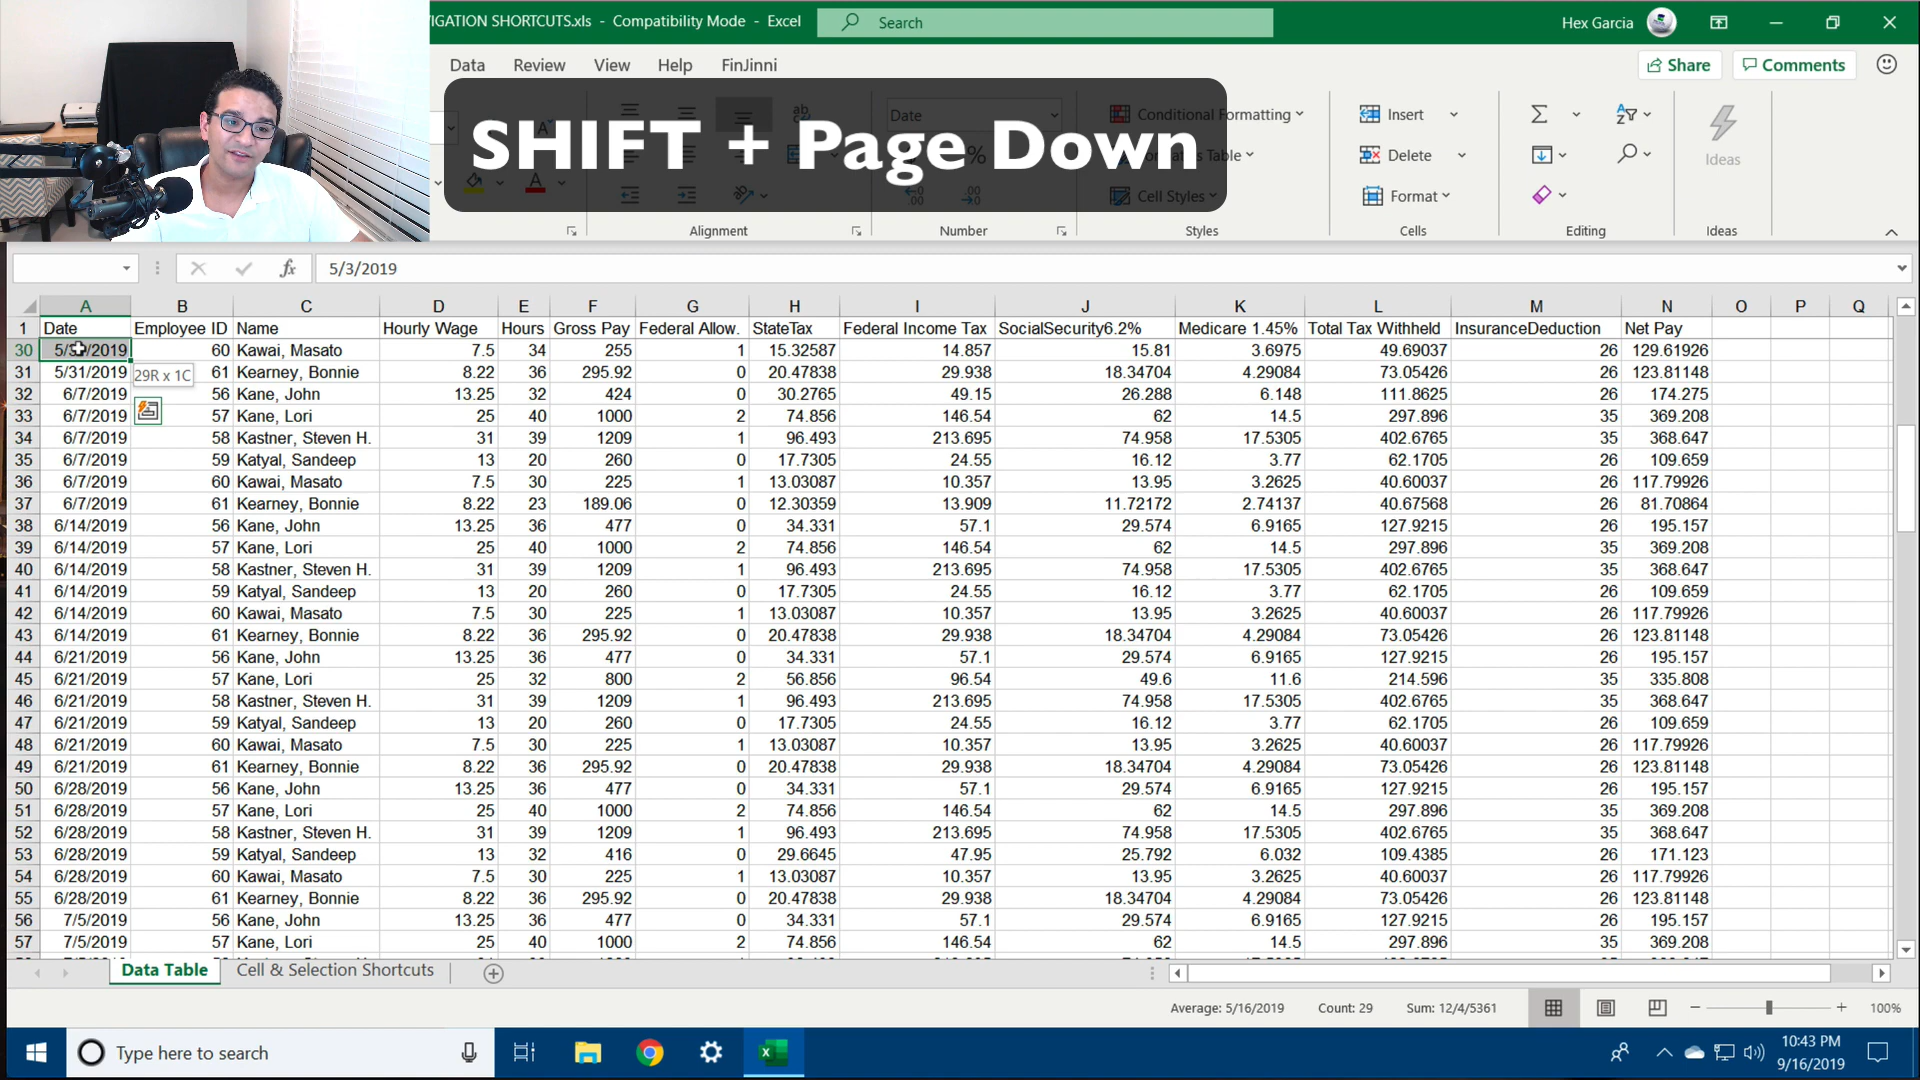 VIGATION SHORTCUTS.xls - Compatibility Mode - Excel
Search
Hex Garcia
Data Review View Help FinJinni
Share
Comments
SHIFT + Page Down
Date
Conditional Formatting
Cell Styles
Insert
Delete
Format
Ideas
Alignment Number Styles Cells Editing Ideas
fx 5/3/2019
A B C D E F G H I J K L M N O P Q
1 Date Employee ID Name Hourly Wage Hours Gross Pay Federal Allow. StateTax Federal Income Tax SocialSecurity6.2% Medicare 1.45% Total Tax Withheld InsuranceDeduction Net Pay
30 5/31/2019 60 Kawai, Masato 7.5 34 255 1 15.32587 14.857 15.81 3.6975 49.69037 26 129.61926
31 5/31/2019 61 Kearney, Bonnie 8.22 36 295.92 0 20.47838 29.938 18.34704 4.29084 73.05426 26 123.81148
29R x 1C
32 6/7/2019 56 Kane, John 13.25 32 424 0 30.2765 49.15 26.288 6.148 111.8625 26 174.275
33 6/7/2019 57 Kane, Lori 25 40 1000 2 74.856 146.54 62 14.5 297.896 35 369.208
34 6/7/2019 58 Kastner, Steven H. 31 39 1209 1 96.493 213.695 74.958 17.5305 402.6765 35 368.647
35 6/7/2019 59 Katyal, Sandeep 13 20 260 0 17.7305 24.55 16.12 3.77 62.1705 26 109.659
36 6/7/2019 60 Kawai, Masato 7.5 30 225 1 13.03087 10.357 13.95 3.2625 40.60037 26 117.79926
37 6/7/2019 61 Kearney, Bonnie 8.22 23 189.06 0 12.30359 13.909 11.72172 2.74137 40.67568 26 81.70864
38 6/14/2019 56 Kane, John 13.25 36 477 0 34.331 57.1 29.574 6.9165 127.9215 26 195.157
39 6/14/2019 57 Kane, Lori 25 40 1000 2 74.856 146.54 62 14.5 297.896 35 369.208
40 6/14/2019 58 Kastner, Steven H. 31 39 1209 1 96.493 213.695 74.958 17.5305 402.6765 35 368.647
41 6/14/2019 59 Katyal, Sandeep 13 20 260 0 17.7305 24.55 16.12 3.77 62.1705 26 109.659
42 6/14/2019 60 Kawai, Masato 7.5 30 225 1 13.03087 10.357 13.95 3.2625 40.60037 26 117.79926
43 6/14/2019 61 Kearney, Bonnie 8.22 36 295.92 0 20.47838 29.938 18.34704 4.29084 73.05426 26 123.81148
44 6/21/2019 56 Kane, John 13.25 36 477 0 34.331 57.1 29.574 6.9165 127.9215 26 195.157
45 6/21/2019 57 Kane, Lori 25 32 800 2 56.856 96.54 49.6 11.6 214.596 35 335.808
46 6/21/2019 58 Kastner, Steven H. 31 39 1209 1 96.493 213.695 74.958 17.5305 402.6765 35 368.647
47 6/21/2019 59 Katyal, Sandeep 13 20 260 0 17.7305 24.55 16.12 3.77 62.1705 26 109.659
48 6/21/2019 60 Kawai, Masato 7.5 30 225 1 13.03087 10.357 13.95 3.2625 40.60037 26 117.79926
49 6/21/2019 61 Kearney, Bonnie 8.22 36 295.92 0 20.47838 29.938 18.34704 4.29084 73.05426 26 123.81148
50 6/28/2019 56 Kane, John 13.25 36 477 0 34.331 57.1 29.574 6.9165 127.9215 26 195.157
51 6/28/2019 57 Kane, Lori 25 40 1000 2 74.856 146.54 62 14.5 297.896 35 369.208
52 6/28/2019 58 Kastner, Steven H. 31 39 1209 1 96.493 213.695 74.958 17.5305 402.6765 35 368.647
53 6/28/2019 59 Katyal, Sandeep 13 32 416 0 29.6645 47.95 25.792 6.032 109.4385 26 171.123
54 6/28/2019 60 Kawai, Masato 7.5 30 225 1 13.03087 10.357 13.95 3.2625 40.60037 26 117.79926
55 6/28/2019 61 Kearney, Bonnie 8.22 36 295.92 0 20.47838 29.938 18.34704 4.29084 73.05426 26 123.81148
56 7/5/2019 56 Kane, John 13.25 36 477 0 34.331 57.1 29.574 6.9165 127.9215 26 195.157
57 7/5/2019 57 Kane, Lori 25 40 1000 2 74.856 146.54 62 14.5 297.896 35 369.208
Data Table Cell & Selection Shortcuts
Average: 5/16/2019 Count: 29 Sum: 12/4/5361 100%
Type here to search
10:43 PM
9/16/2019